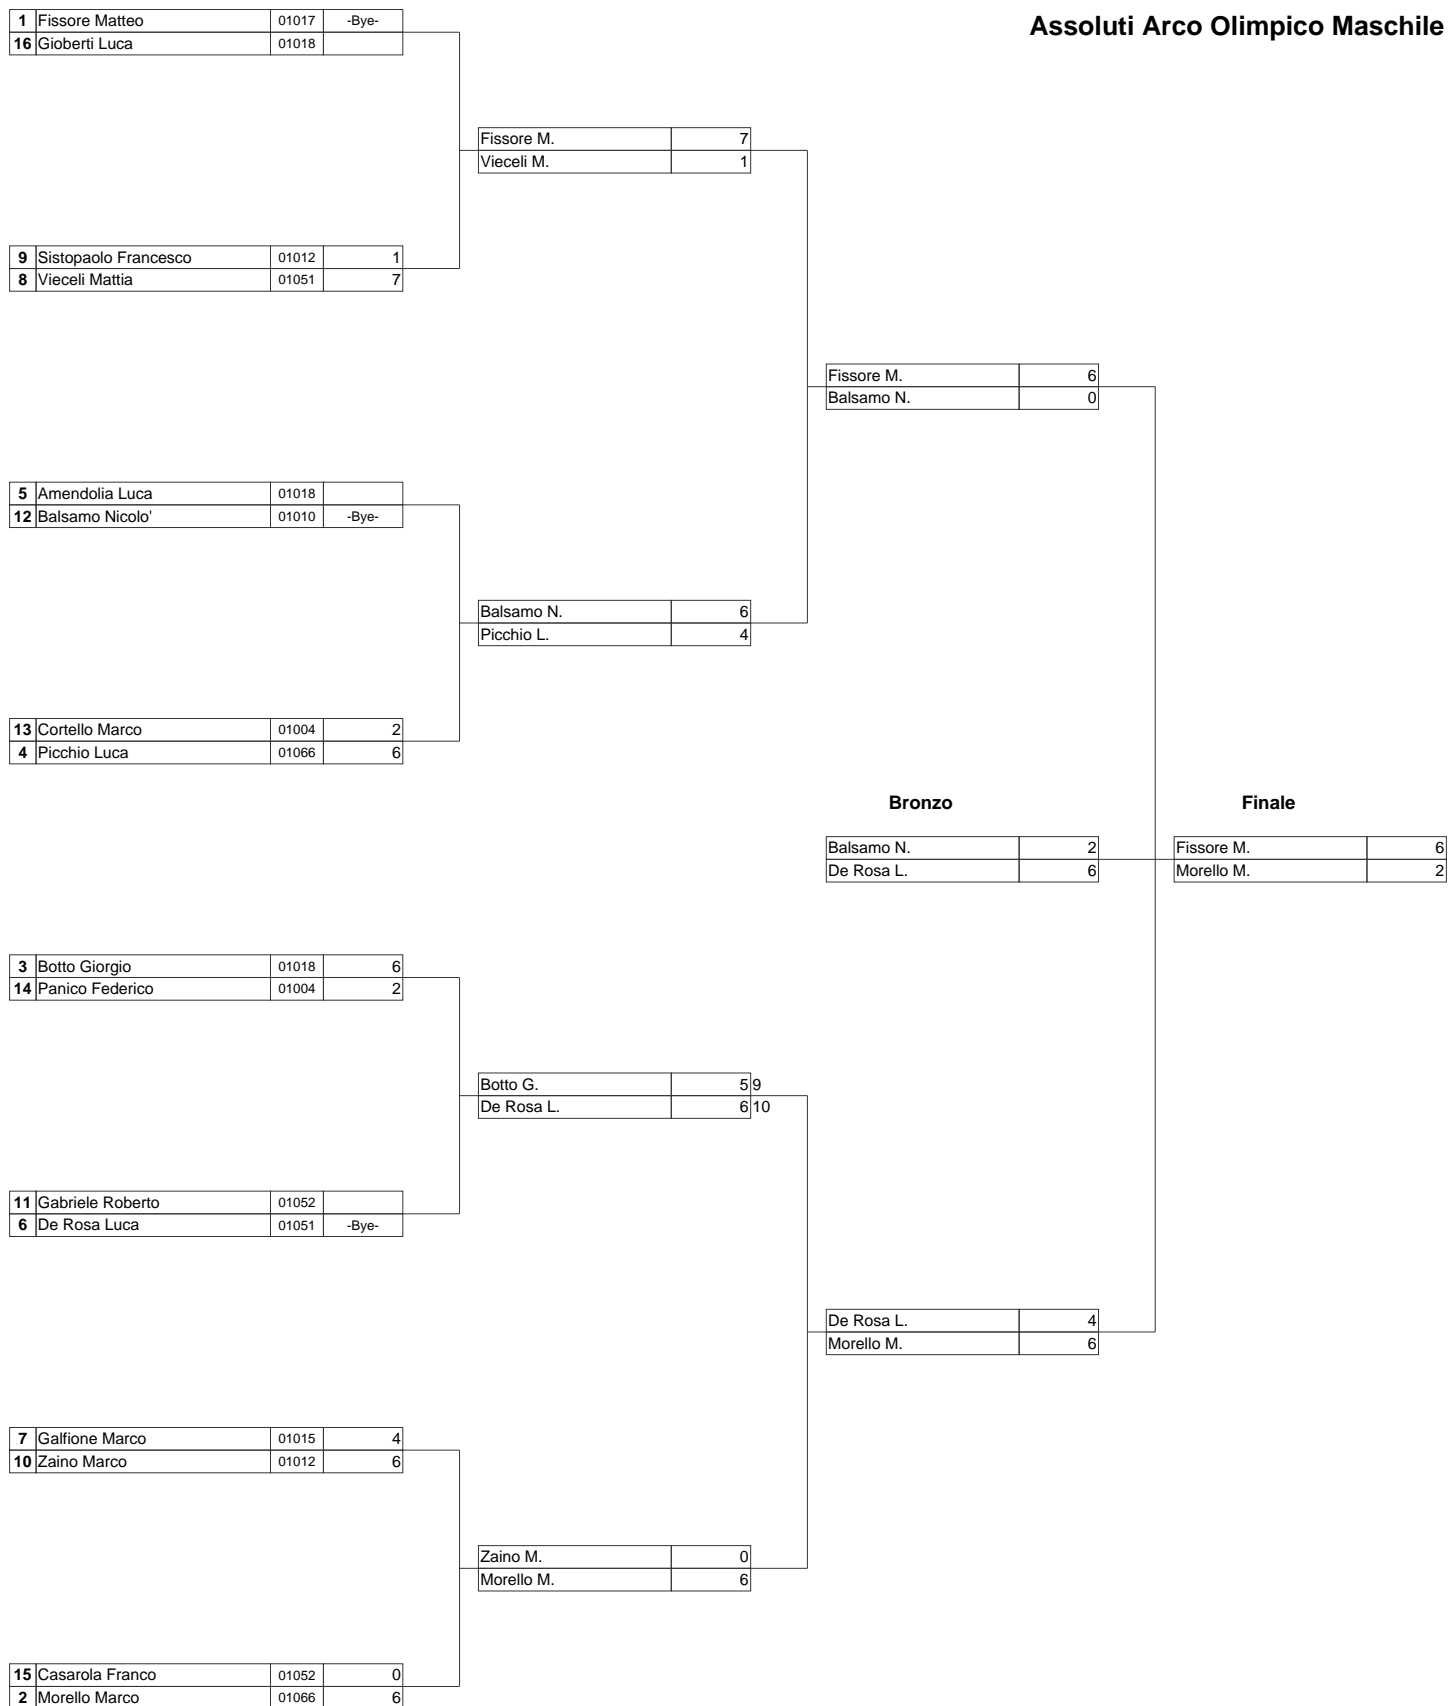 Assoluti Arco Olimpico Maschile
1 Fissore Matteo 01017 -Bye-
16 Gioberti Luca 01018
Fissore M. 7
Vieceli M. 1
9 Sistopaolo Francesco 01012 1
8 Vieceli Mattia 01051 7
Fissore M. 6
Balsamo N. 0
5 Amendolia Luca 01018
12 Balsamo Nicolo' 01010 -Bye-
Balsamo N. 6
Picchio L. 4
13 Cortello Marco 01004 2
4 Picchio Luca 01066 6
Bronzo Finale
Balsamo N. 2 Fissore M. 6
De Rosa L. 6 Morello M. 2
3 Botto Giorgio 01018 6
14 Panico Federico 01004 2
Botto G. 5 9
De Rosa L. 6 10
11 Gabriele Roberto 01052
6 De Rosa Luca 01051 -Bye-
De Rosa L. 4
Morello M. 6
7 Galfione Marco 01015 4
10 Zaino Marco 01012 6
Zaino M. 0
Morello M. 6
15 Casarola Franco 01052 0
2 Morello Marco 01066 6